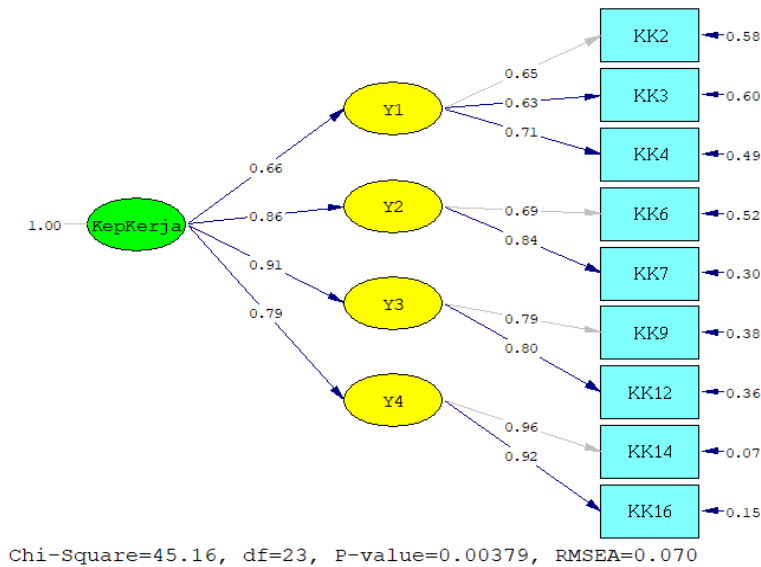 KK2
0.58
0.65
KK3
0.60
Y1
0.63
0.71
KK4
0.49
0.66
Y2
0.69
KK6
0.52
1.00
KepKerja
0.86
0.84
0.91
KK7
0.30
Y3
0.79
KK9
0.38
0.79
0.80
KK12
0.36
Y4
0.96
KK14
0.07
0.92
KK16
0.15
Chi-Square=45.16, df=23, P-value=0.00379, RMSEA=0.070